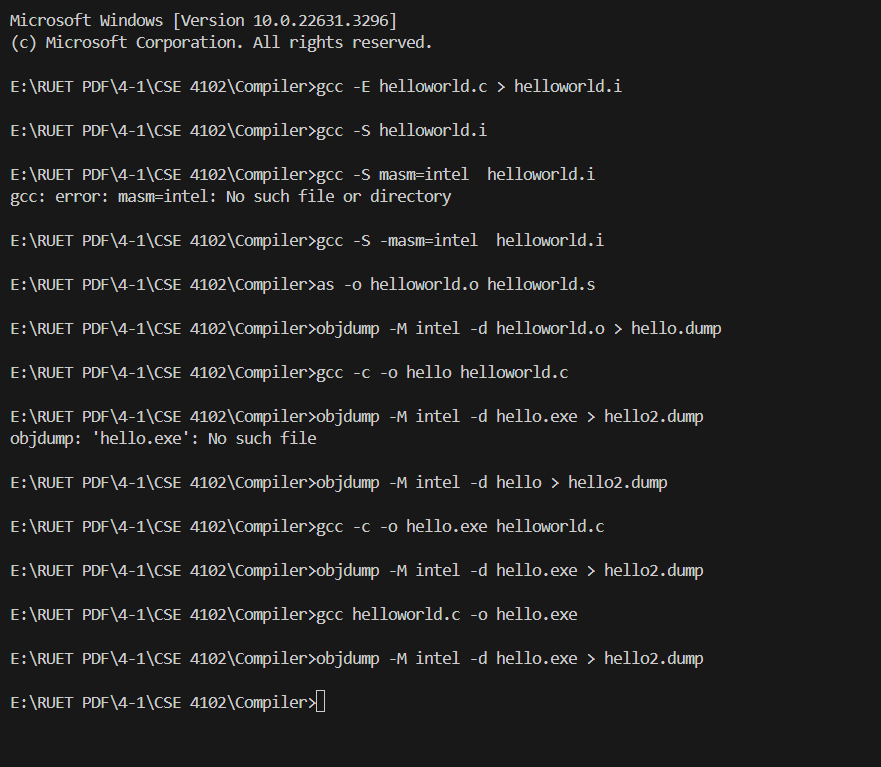 Microsoft Windows [Version 10.0.22631.3296]
(c) Microsoft Corporation. All rights reserved.
E:\RUET PDF\4-1\CSE 4102\Compiler>gcc -E helloworld.c > helloworld.i
E:\RUET PDF\4-1\CSE 4102\Compiler>gcc -S helloworld.i
E:\RUET PDF\4-1\CSE 4102\Compiler>gcc -S masm=intel  helloworld.i
gcc: error: masm=intel: No such file or directory
E:\RUET PDF\4-1\CSE 4102\Compiler>gcc -S -masm=intel  helloworld.i
E:\RUET PDF\4-1\CSE 4102\Compiler>as -o helloworld.o helloworld.s
E:\RUET PDF\4-1\CSE 4102\Compiler>objdump -M intel -d helloworld.o > hello.dump
E:\RUET PDF\4-1\CSE 4102\Compiler>gcc -c -o hello helloworld.c
E:\RUET PDF\4-1\CSE 4102\Compiler>objdump -M intel -d hello.exe > hello2.dump
objdump: 'hello.exe': No such file
E:\RUET PDF\4-1\CSE 4102\Compiler>objdump -M intel -d hello > hello2.dump
E:\RUET PDF\4-1\CSE 4102\Compiler>gcc -c -o hello.exe helloworld.c
E:\RUET PDF\4-1\CSE 4102\Compiler>objdump -M intel -d hello.exe > hello2.dump
E:\RUET PDF\4-1\CSE 4102\Compiler>gcc helloworld.c -o hello.exe
E:\RUET PDF\4-1\CSE 4102\Compiler>objdump -M intel -d hello.exe > hello2.dump
E:\RUET PDF\4-1\CSE 4102\Compiler>